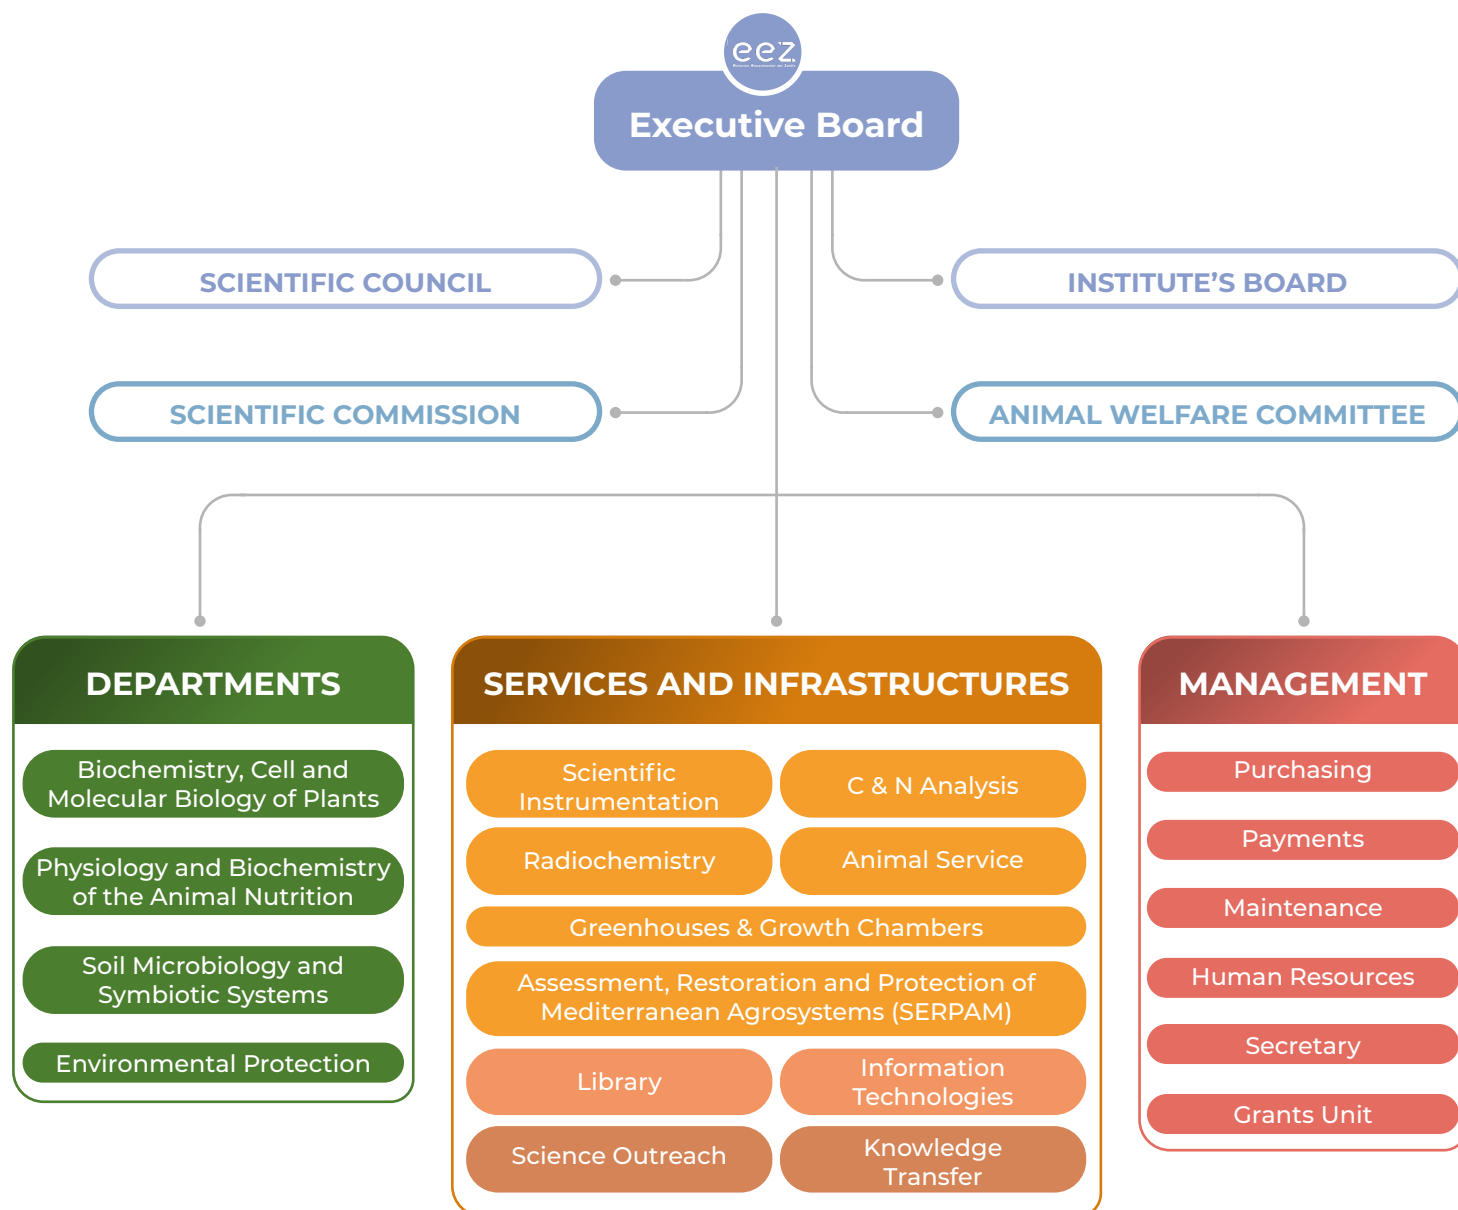 eez
Executive Board
SCIENTIFIC COUNCIL
INSTITUTE’S BOARD
SCIENTIFIC COMMISSION
ANIMAL WELFARE COMMITTEE
DEPARTMENTS
Biochemistry, Cell and
Molecular Biology of Plants
Physiology and Biochemistry
of the Animal Nutrition
Soil Microbiology and
Symbiotic Systems
Environmental Protection
SERVICES AND INFRASTRUCTURES
Scientific
Instrumentation
C & N Analysis
Radiochemistry
Animal Service
Greenhouses & Growth Chambers
Assessment, Restoration and Protection of
Mediterranean Agrosystems (SERPAM)
Library
Information
Technologies
Science Outreach
Knowledge
Transfer
MANAGEMENT
Purchasing
Payments
Maintenance
Human Resources
Secretary
Grants Unit